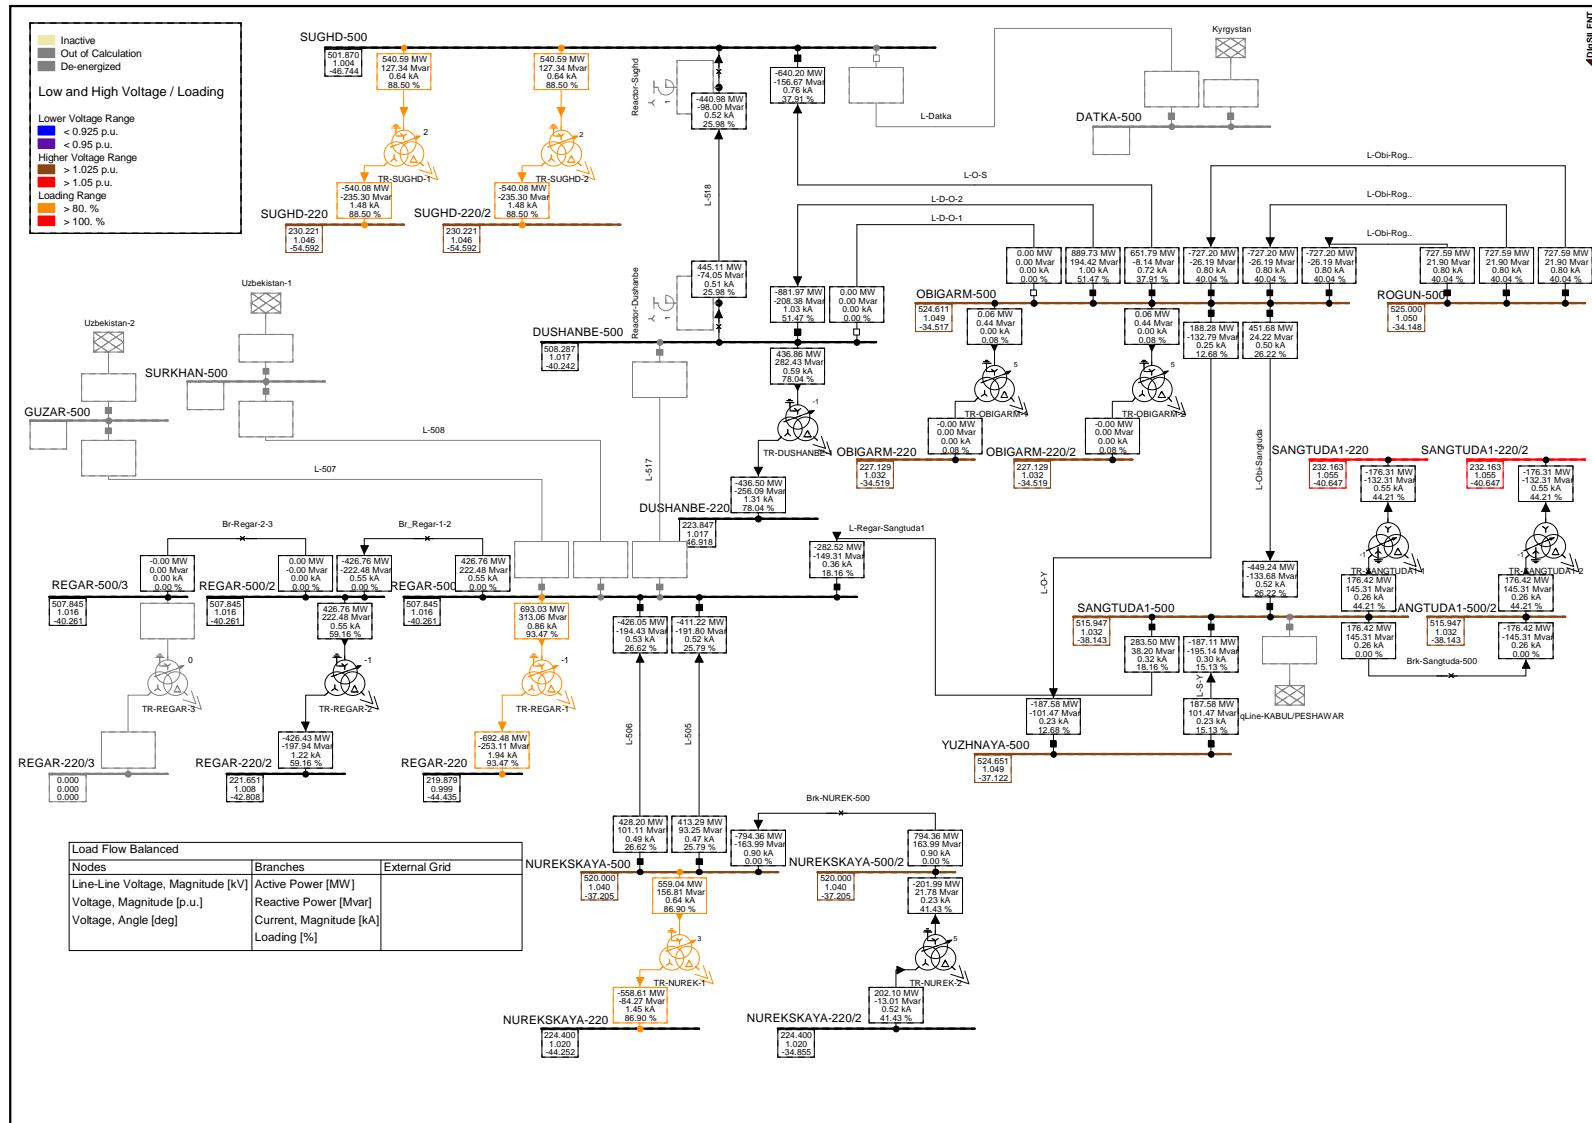 Inactive
Out of Calculation
De-energized
Low and High Voltage / Loading
Lower Voltage Range
< 0.925 p.u.
< 0.95 p.u.
Higher Voltage Range
> 1.025 p.u.
> 1.05 p.u.
Loading Range
> 80. %
> 100. %
DIgSILENT
SUGHD-500
501.870
1.004
-46.744
540.59 MW
127.34 Mvar
0.64 kA
88.50 %
540.59 MW
127.34 Mvar
0.64 kA
88.50 %
2
TR-SUGHD-1
2
TR-SUGHD-2
-540.08 MW
-235.30 Mvar
1.48 kA
88.50 %
-540.08 MW
-235.30 Mvar
1.48 kA
88.50 %
SUGHD-220
230.221
1.046
-54.592
SUGHD-220/2
230.221
1.046
-54.592
Reactor-Sughd
1
-440.98 MW
-98.00 Mvar
0.52 kA
25.98 %
-640.20 MW
-156.67 Mvar
0.76 kA
37.91 %
L-Datka
Kyrgystan
DATKA-500
L-518
L-O-S
L-D-O-2
L-D-O-1
L-Obi-Rog..
L-Obi-Rog..
L-Obi-Rog..
Reactor-Dushanbe
1
445.11 MW
-74.05 Mvar
0.51 kA
25.98 %
-881.97 MW
-208.38 Mvar
1.03 kA
51.47 %
0.00 MW
0.00 Mvar
0.00 kA
0.00 %
0.00 MW
0.00 Mvar
0.00 kA
0.00 %
889.73 MW
194.42 Mvar
1.00 kA
51.47 %
651.79 MW
-8.14 Mvar
0.72 kA
37.91 %
-727.20 MW
-26.19 Mvar
0.80 kA
40.04 %
-727.20 MW
-26.19 Mvar
0.80 kA
40.04 %
-727.20 MW
-26.19 Mvar
0.80 kA
40.04 %
727.59 MW
21.90 Mvar
0.80 kA
40.04 %
727.59 MW
21.90 Mvar
0.80 kA
40.04 %
727.59 MW
21.90 Mvar
0.80 kA
40.04 %
OBIGARM-500
524.611
1.049
-34.517
ROGUN-500
525.000
1.050
-34.148
Uzbekistan-1
Uzbekistan-2
SURKHAN-500
GUZAR-500
L-508
L-507
L-517
DUSHANBE-500
508.287
1.017
-40.242
436.86 MW
282.43 Mvar
0.59 kA
78.04 %
-1
TR-DUSHANBE-1
-436.50 MW
-256.09 Mvar
1.31 kA
78.04 %
DUSHANBE-220
223.847
1.017
-46.918
0.06 MW
0.44 Mvar
0.00 kA
0.08 %
0.06 MW
0.44 Mvar
0.00 kA
0.08 %
188.28 MW
-132.79 Mvar
0.25 kA
12.68 %
451.68 MW
24.22 Mvar
0.50 kA
26.22 %
5
TR-OBIGARM-1
5
TR-OBIGARM-2
-0.00 MW
0.00 Mvar
0.00 kA
0.08 %
-0.00 MW
0.00 Mvar
0.00 kA
0.08 %
OBIGARM-220
227.129
1.032
-34.519
OBIGARM-220/2
227.129
1.032
-34.519
L-Obi-Sangtuda
SANGTUDA1-220
232.163
1.055
-40.647
SANGTUDA1-220/2
232.163
1.055
-40.647
-176.31 MW
-132.31 Mvar
0.55 kA
44.21 %
-176.31 MW
-132.31 Mvar
0.55 kA
44.21 %
-1
TR-SANGTUDA1-1
-1
TR-SANGTUDA1-2
176.42 MW
145.31 Mvar
0.26 kA
44.21 %
176.42 MW
145.31 Mvar
0.26 kA
44.21 %
L-Regar-Sangtuda1
-282.52 MW
-149.31 Mvar
0.36 kA
18.16 %
L-O-Y
-449.24 MW
-133.68 Mvar
0.52 kA
26.22 %
SANGTUDA1-500
515.947
1.032
-38.143
SANGTUDA1-500/2
515.947
1.032
-38.143
283.50 MW
38.20 Mvar
0.32 kA
18.16 %
-187.11 MW
-195.14 Mvar
0.30 kA
15.13 %
176.42 MW
145.31 Mvar
0.26 kA
0.00 %
-176.42 MW
-145.31 Mvar
0.26 kA
0.00 %
Brk-Sangtuda-500
L-S-Y
qLine-KABUL/PESHAWAR
-187.58 MW
-101.47 Mvar
0.23 kA
12.68 %
187.58 MW
101.47 Mvar
0.23 kA
15.13 %
YUZHNAYA-500
524.651
1.049
-37.122
Br-Regar-2-3
Br_Regar-1-2
-0.00 MW
0.00 Mvar
0.00 kA
0.00 %
0.00 MW
-0.00 Mvar
0.00 kA
0.00 %
-426.76 MW
-222.48 Mvar
0.55 kA
0.00 %
426.76 MW
222.48 Mvar
0.55 kA
0.00 %
REGAR-500/3
507.845
1.016
-40.261
REGAR-500/2
507.845
1.016
-40.261
REGAR-500
507.845
1.016
-40.261
426.76 MW
222.48 Mvar
0.55 kA
59.16 %
693.03 MW
313.06 Mvar
0.86 kA
93.47 %
-426.05 MW
-194.43 Mvar
0.53 kA
26.62 %
-411.22 MW
-191.80 Mvar
0.52 kA
25.79 %
0
TR-REGAR-3
-1
TR-REGAR-2
-1
TR-REGAR-1
-426.43 MW
-197.94 Mvar
1.22 kA
59.16 %
-692.48 MW
-253.11 Mvar
1.94 kA
93.47 %
REGAR-220/3
0.000
0.000
0.000
REGAR-220/2
221.651
1.008
-42.808
REGAR-220
219.879
0.999
-44.435
L-506
L-505
Brk-NUREK-500
428.20 MW
101.11 Mvar
0.49 kA
26.62 %
413.29 MW
93.25 Mvar
0.47 kA
25.79 %
-794.36 MW
-163.99 Mvar
0.90 kA
0.00 %
794.36 MW
163.99 Mvar
0.90 kA
0.00 %
NUREKSKAYA-500
520.000
1.040
-37.205
NUREKSKAYA-500/2
520.000
1.040
-37.205
559.04 MW
156.81 Mvar
0.64 kA
86.90 %
-201.99 MW
21.78 Mvar
0.23 kA
41.43 %
3
TR-NUREK-1
5
TR-NUREK-2
-558.61 MW
-84.27 Mvar
1.45 kA
86.90 %
202.10 MW
-13.01 Mvar
0.52 kA
41.43 %
NUREKSKAYA-220
224.400
1.020
-44.252
NUREKSKAYA-220/2
224.400
1.020
-34.855
Load Flow Balanced
Nodes Branches External Grid
Line-Line Voltage, Magnitude [kV] Active Power [MW]
Voltage, Magnitude [p.u.] Reactive Power [Mvar]
Voltage, Angle [deg] Current, Magnitude [kA]
Loading [%]